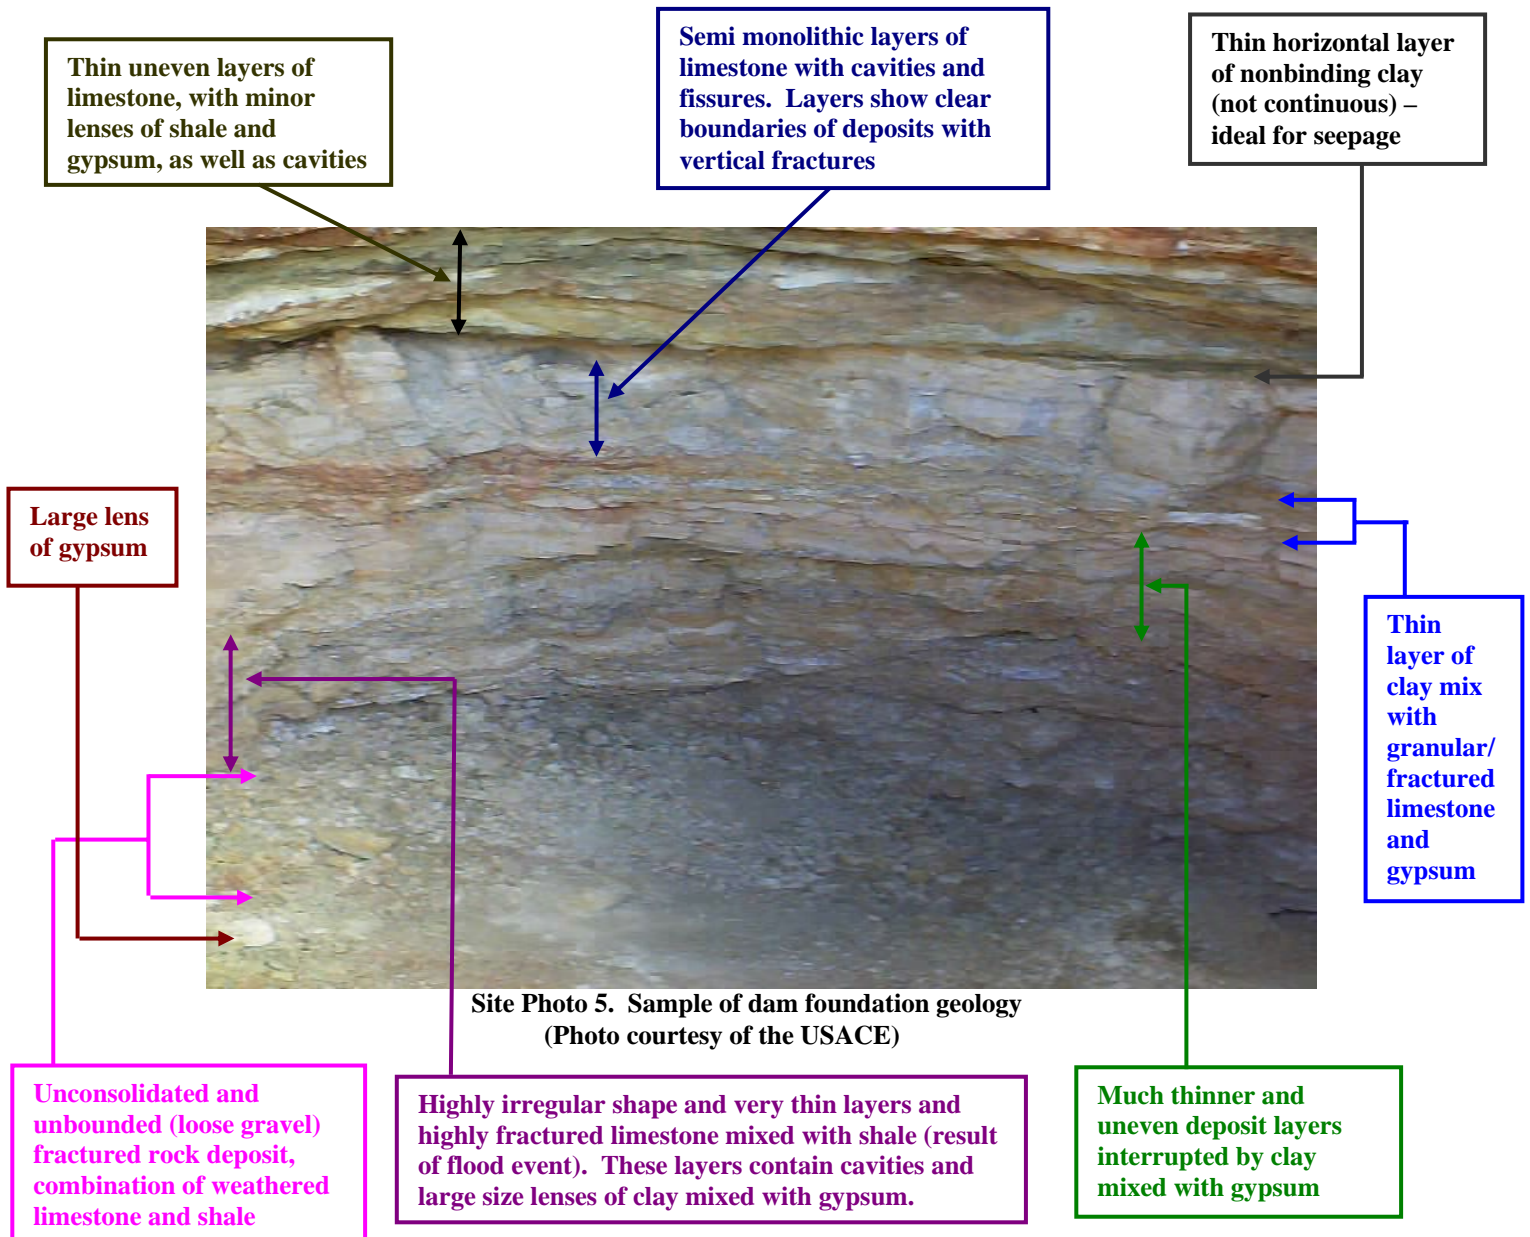 Thin uneven layers of
limestone, with minor
lenses of shale and
gypsum, as well as cavities
Semi monolithic layers of
limestone with cavities and
fissures.  Layers show clear
boundaries of deposits with
vertical fractures
Thin horizontal layer
of nonbinding clay
(not continuous) –
ideal for seepage
Large lens
of gypsum
Thin
layer of
clay mix
with
granular/
fractured
limestone
and
gypsum
Site Photo 5.  Sample of dam foundation geology
(Photo courtesy of the USACE)
Unconsolidated and
unbounded (loose gravel)
fractured rock deposit,
combination of weathered
limestone and shale
Highly irregular shape and very thin layers and
highly fractured limestone mixed with shale (result
of flood event).  These layers contain cavities and
large size lenses of clay mixed with gypsum.
Much thinner and
uneven deposit layers
interrupted by clay
mixed with gypsum